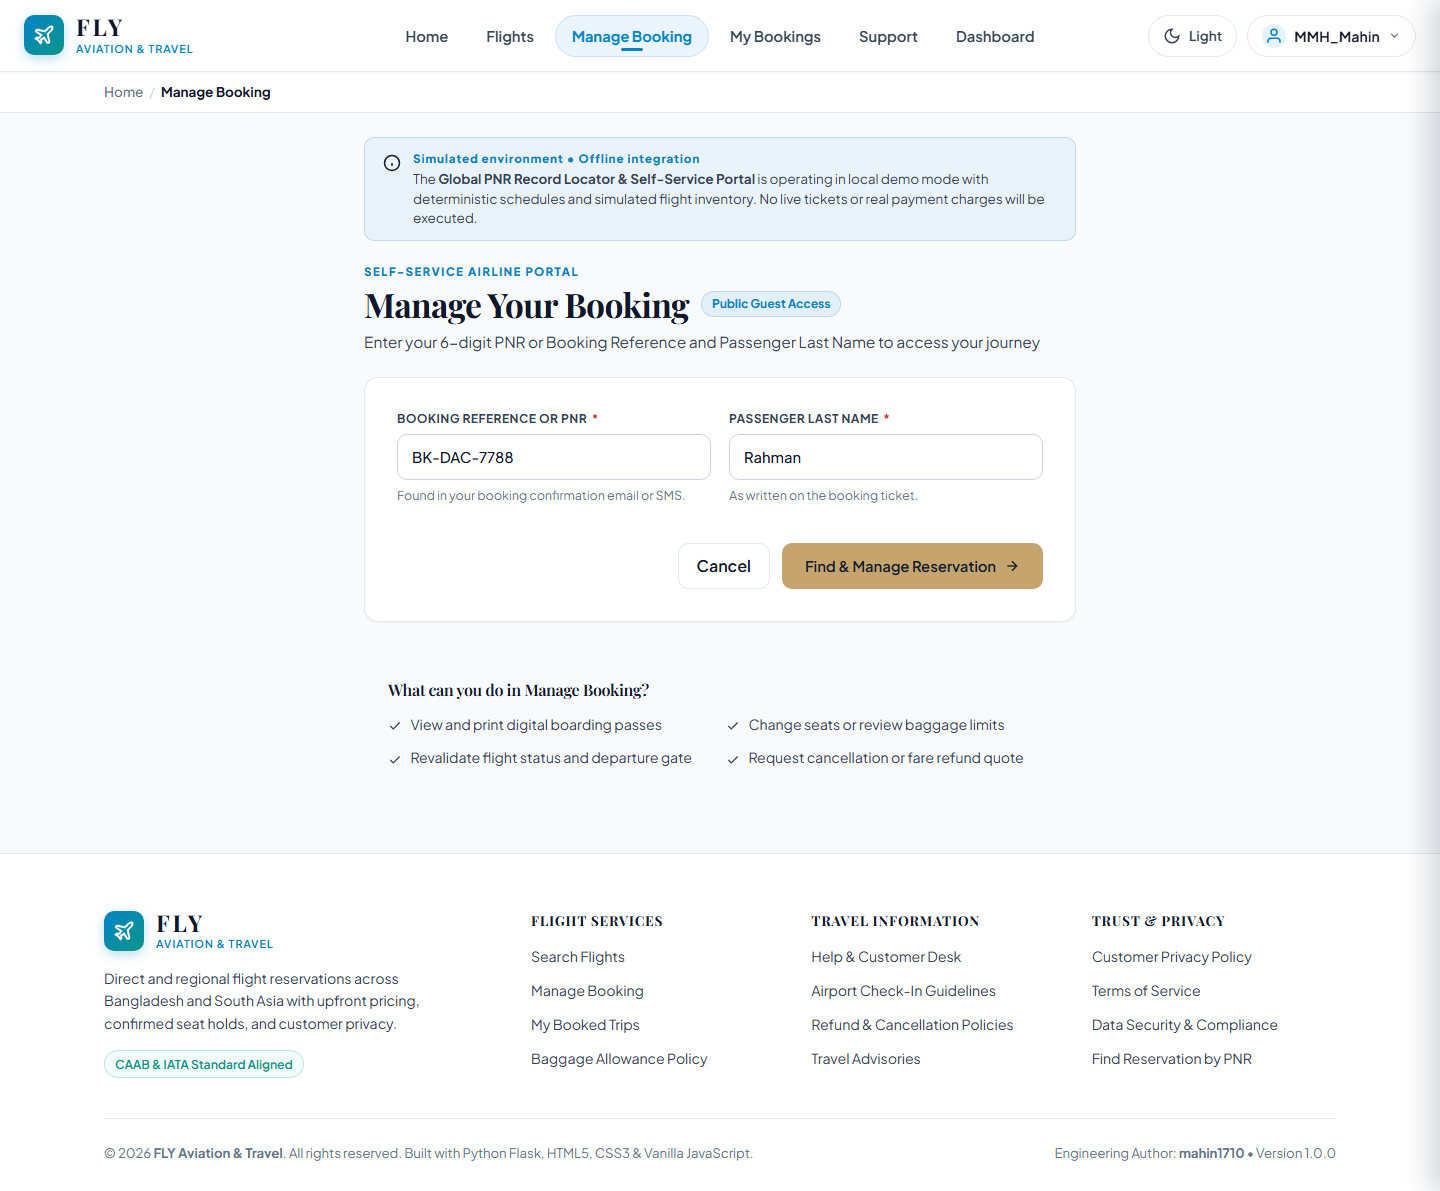 FLY
AVIATION & TRAVEL
Home
Flights
Manage Booking
My Bookings
Support
Dashboard
Light
MMH_Mahin
Home / Manage Booking
Simulated environment • Offline integration
The Global PNR Record Locator & Self-Service Portal is operating in local demo mode with
deterministic schedules and simulated flight inventory. No live tickets or real payment charges will be
executed.
SELF-SERVICE AIRLINE PORTAL
Manage Your Booking
Public Guest Access
Enter your 6-digit PNR or Booking Reference and Passenger Last Name to access your journey
BOOKING REFERENCE OR PNR *
PASSENGER LAST NAME *
BK-DAC-7788
Rahman
Found in your booking confirmation email or SMS.
As written on the booking ticket.
Cancel
Find & Manage Reservation
What can you do in Manage Booking?
View and print digital boarding passes
Change seats or review baggage limits
Revalidate flight status and departure gate
Request cancellation or fare refund quote
FLY
AVIATION & TRAVEL
Direct and regional flight reservations across
Bangladesh and South Asia with upfront pricing,
confirmed seat holds, and customer privacy.
CAAB & IATA Standard Aligned
FLIGHT SERVICES
Search Flights
Manage Booking
My Booked Trips
Baggage Allowance Policy
TRAVEL INFORMATION
Help & Customer Desk
Airport Check-In Guidelines
Refund & Cancellation Policies
Travel Advisories
TRUST & PRIVACY
Customer Privacy Policy
Terms of Service
Data Security & Compliance
Find Reservation by PNR
© 2026 FLY Aviation & Travel. All rights reserved. Built with Python Flask, HTML5, CSS3 & Vanilla JavaScript.
Engineering Author: mahin1710 • Version 1.0.0